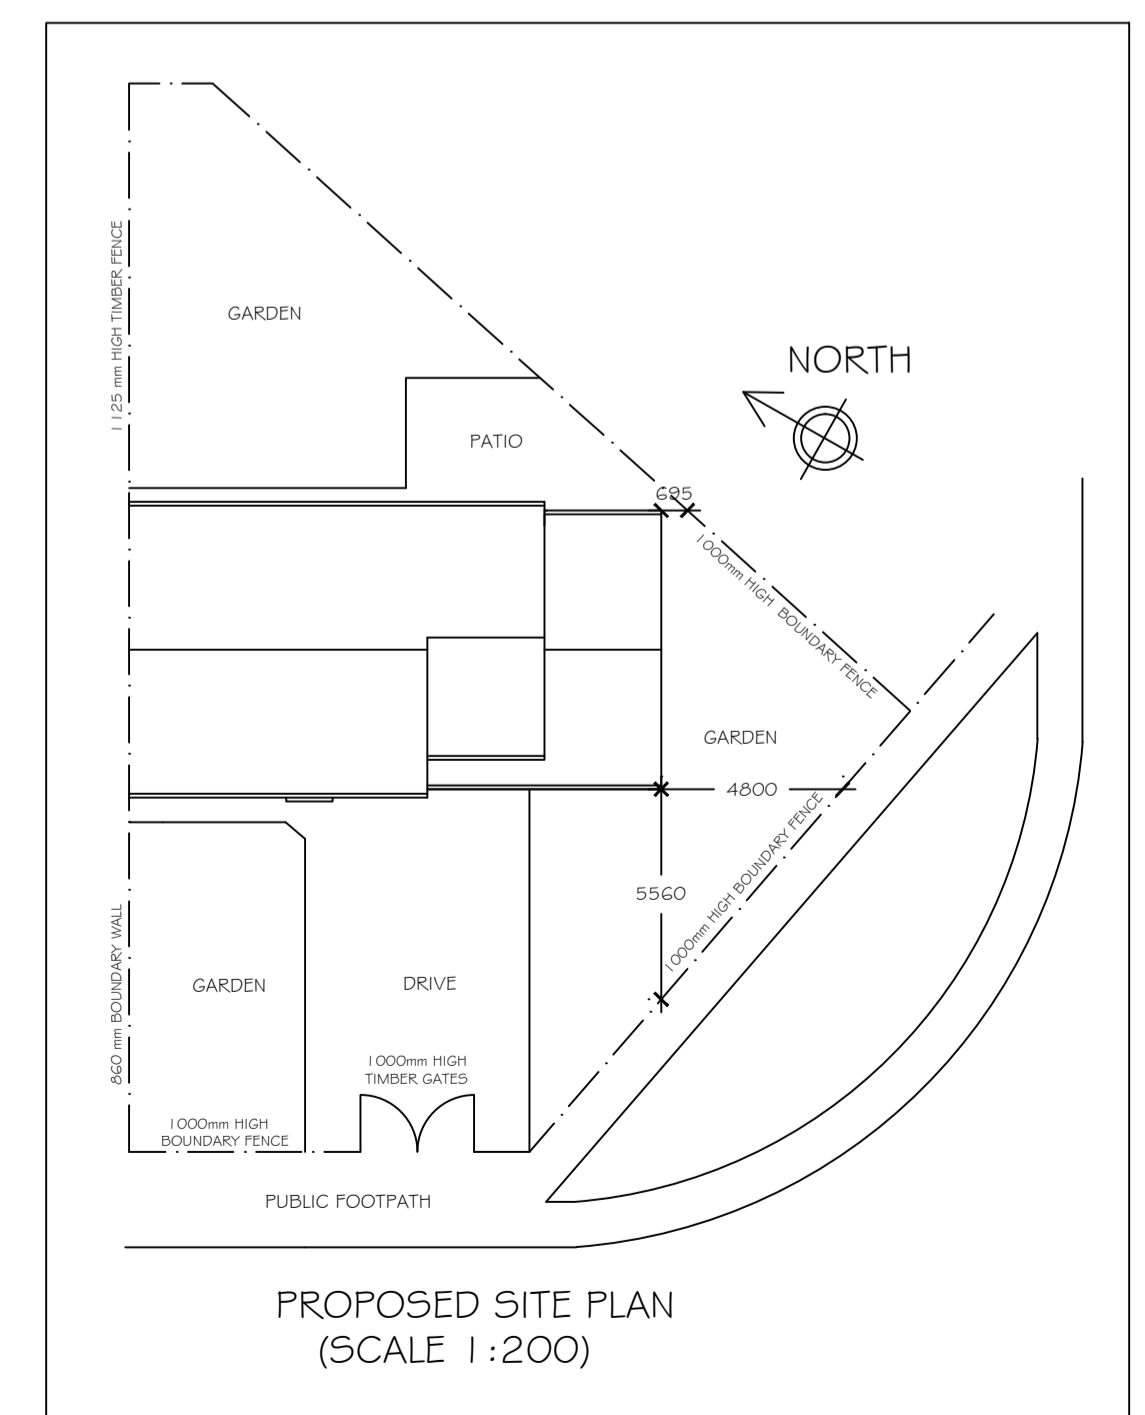 1125 mm HIGH TIMBER FENCE
GARDEN
NORTH
PATIO
695
1000mm HIGH BOUNDARY FENCE
GARDEN
4800
1000mm HIGH BOUNDARY FENCE
5560
860 mm BOUNDARY WALL
GARDEN
DRIVE
1000mm HIGH
TIMBER GATES
1000mm HIGH
BOUNDARY FENCE
PUBLIC FOOTPATH
PROPOSED SITE PLAN
(SCALE 1:200)